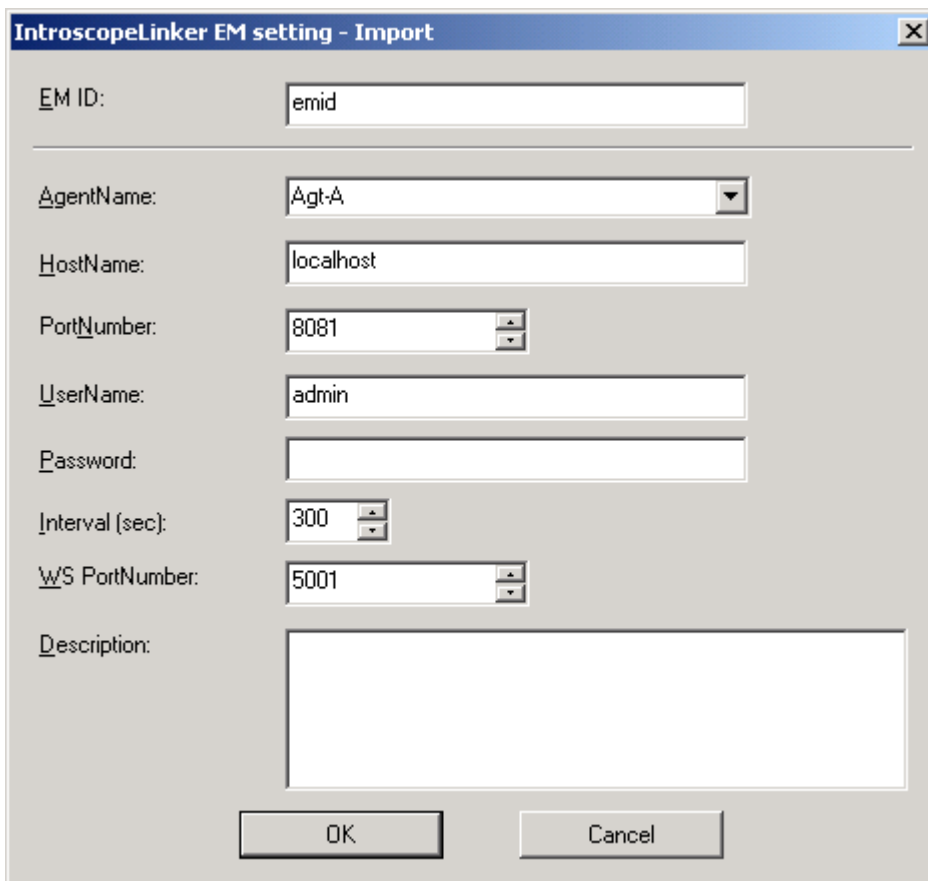 IntroscopeLinker EM setting - Import
EM ID: emid
AgentName: Agt-A
HostName: localhost
PortNumber: 8081
UserName: admin
Password:
Interval (sec): 300
WS PortNumber: 5001
Description:
OK Cancel